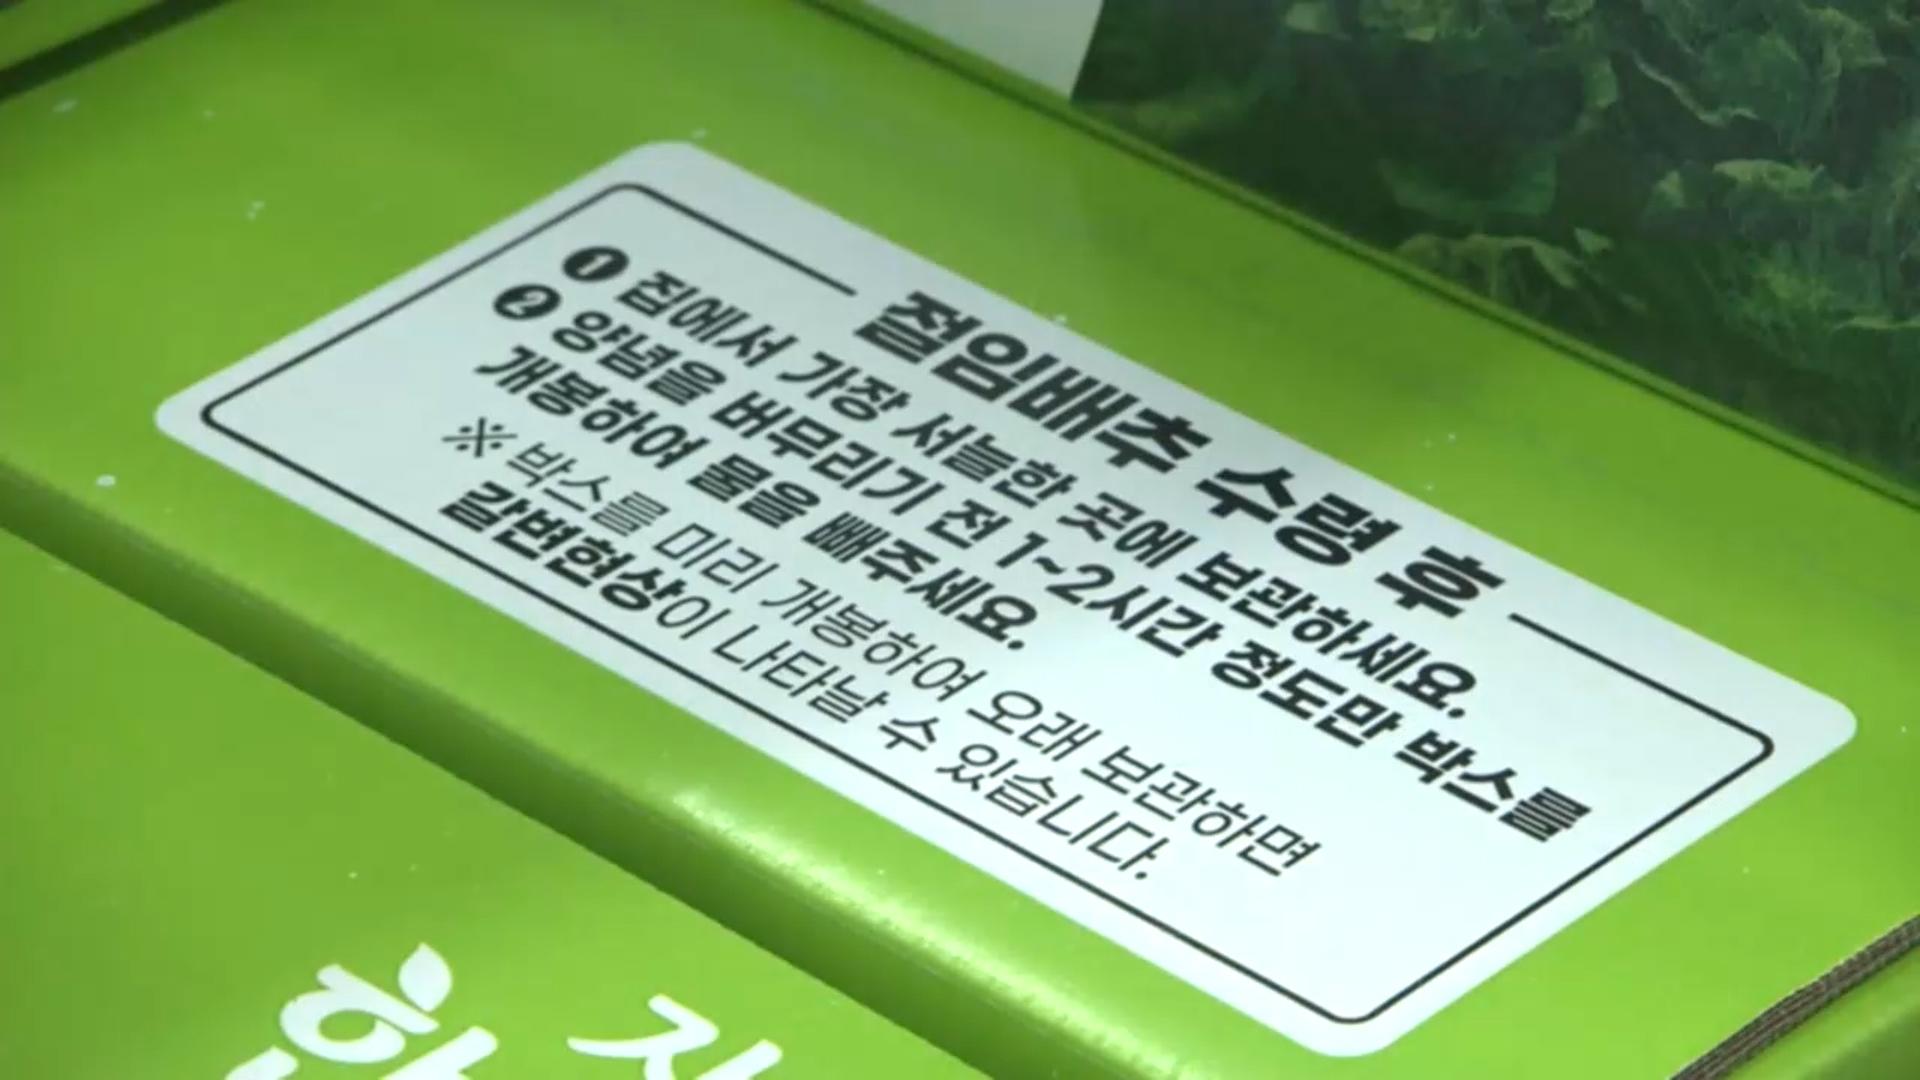 절임배추 수령 후
❶ 집에서 가장 서늘한 곳에 보관하세요.
❷ 양념을 버무리기 전 1~2시간 정도만 박스를
개봉하여 물을 빼주세요.
※ 박스를 미리 개봉하여 오래 보관하면
갈변현상이 나타날 수 있습니다.